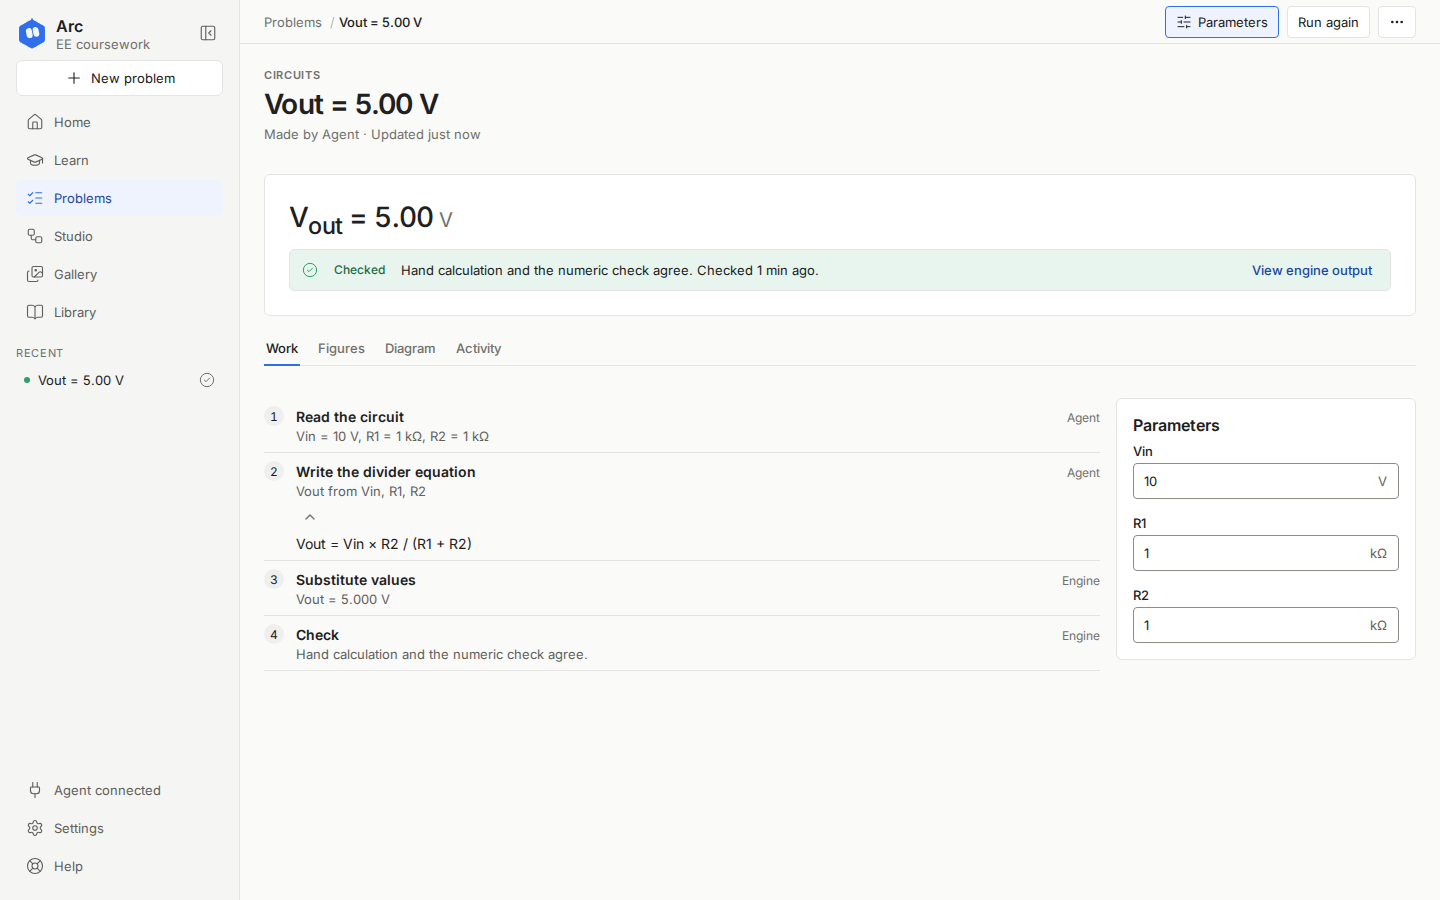 Arc
EE coursework
New problem
Home
Learn
Problems
Studio
Gallery
Library
RECENT
Vout = 5.00 V
Agent connected
Settings
Help
Problems / Vout = 5.00 V
Parameters
Run again
CIRCUITS
Vout = 5.00 V
Made by Agent · Updated just now
Vout = 5.00 V
Checked Hand calculation and the numeric check agree. Checked 1 min ago. View engine output
Work Figures Diagram Activity
1 Read the circuit Agent
Vin = 10 V, R1 = 1 kΩ, R2 = 1 kΩ
2 Write the divider equation Agent
Vout from Vin, R1, R2
Vout = Vin × R2 / (R1 + R2)
3 Substitute values Engine
Vout = 5.000 V
4 Check Engine
Hand calculation and the numeric check agree.
Parameters
Vin
10 V
R1
1 kΩ
R2
1 kΩ